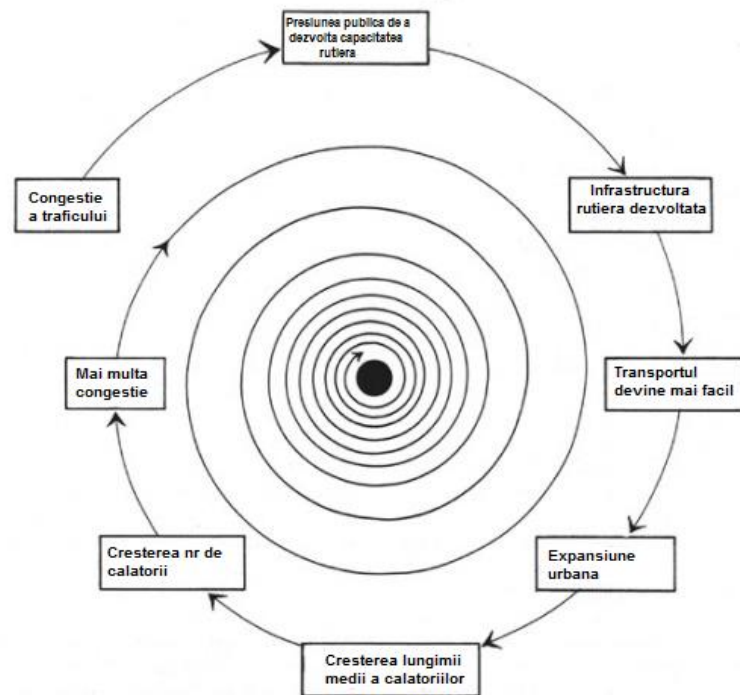 Presiunea publica de a
dezvolta capacitatea
rutiera
Congestie
a traficului
Infrastructura
rutiera dezvoltata
Mai multa
congestie
Transportul
devine mai facil
Cresterea nr de
calatorii
Expansiune
urbana
Cresterea lungimii
medii a calatoriilor